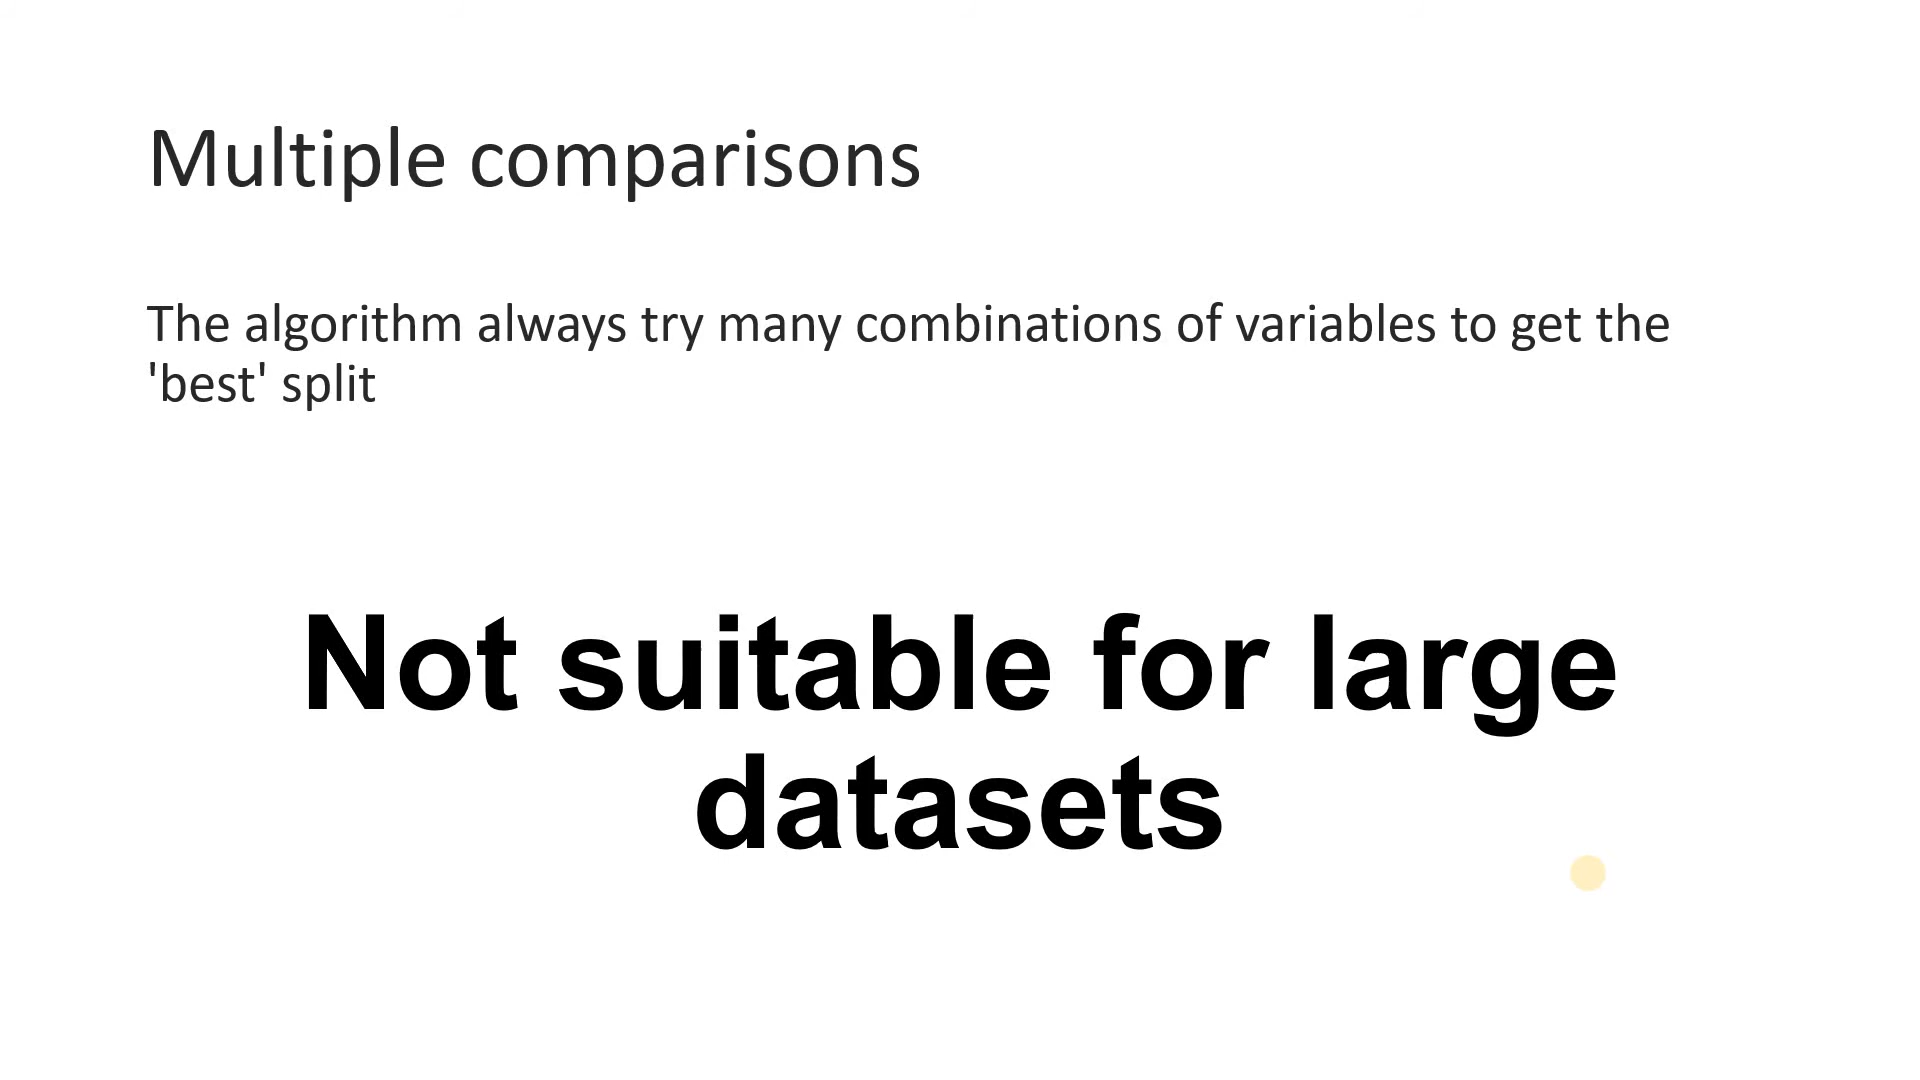 Multiple comparisons
The algorithm always try many combinations of variables to get the
'best' split
Not suitable for large
datasets